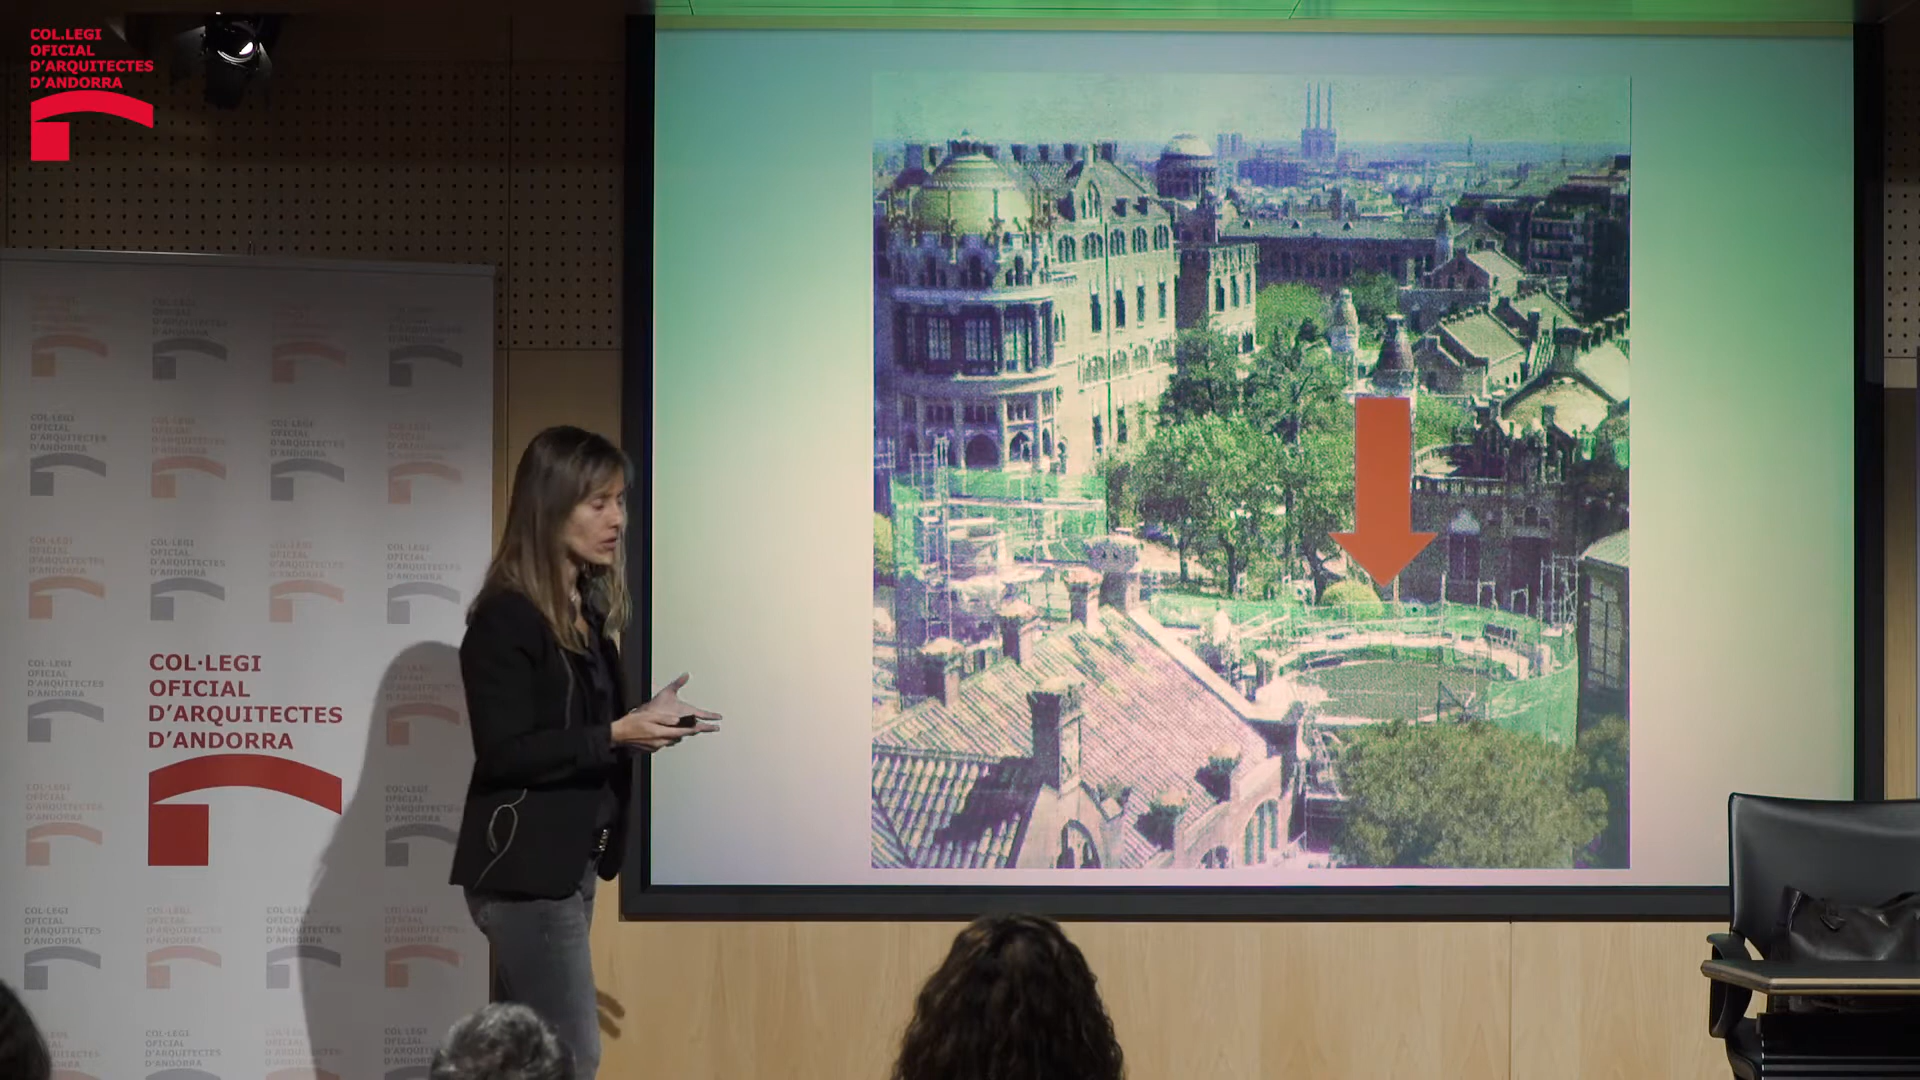 COL.LEGI
OFICIAL
D'ARQUITECTES
D'ANDORRA
COL·LEGI
OFICIAL
D'ARQUITECTES
D'ANDORRA